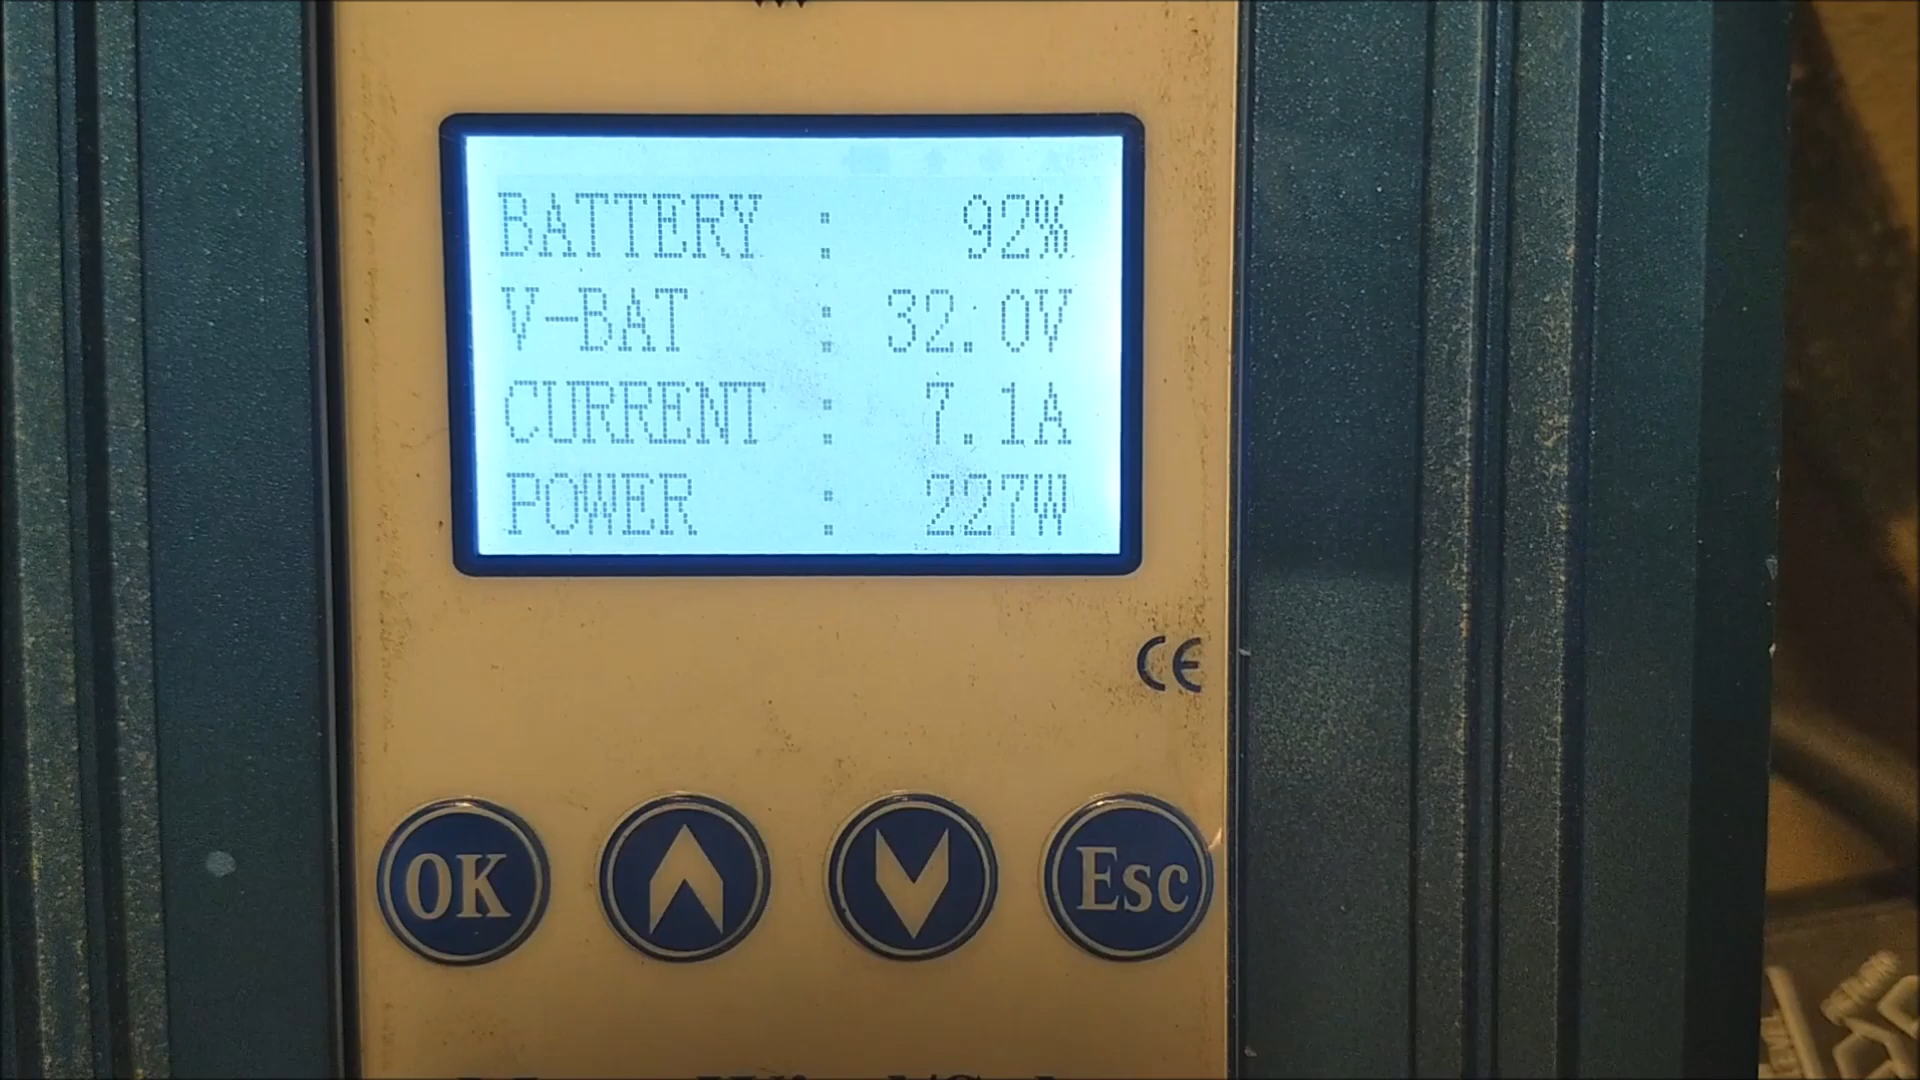 BATTERY : 92%
V-BAT : 32.0V
CURRENT : 7.1A
POWER : 227W
CE
OK
Esc